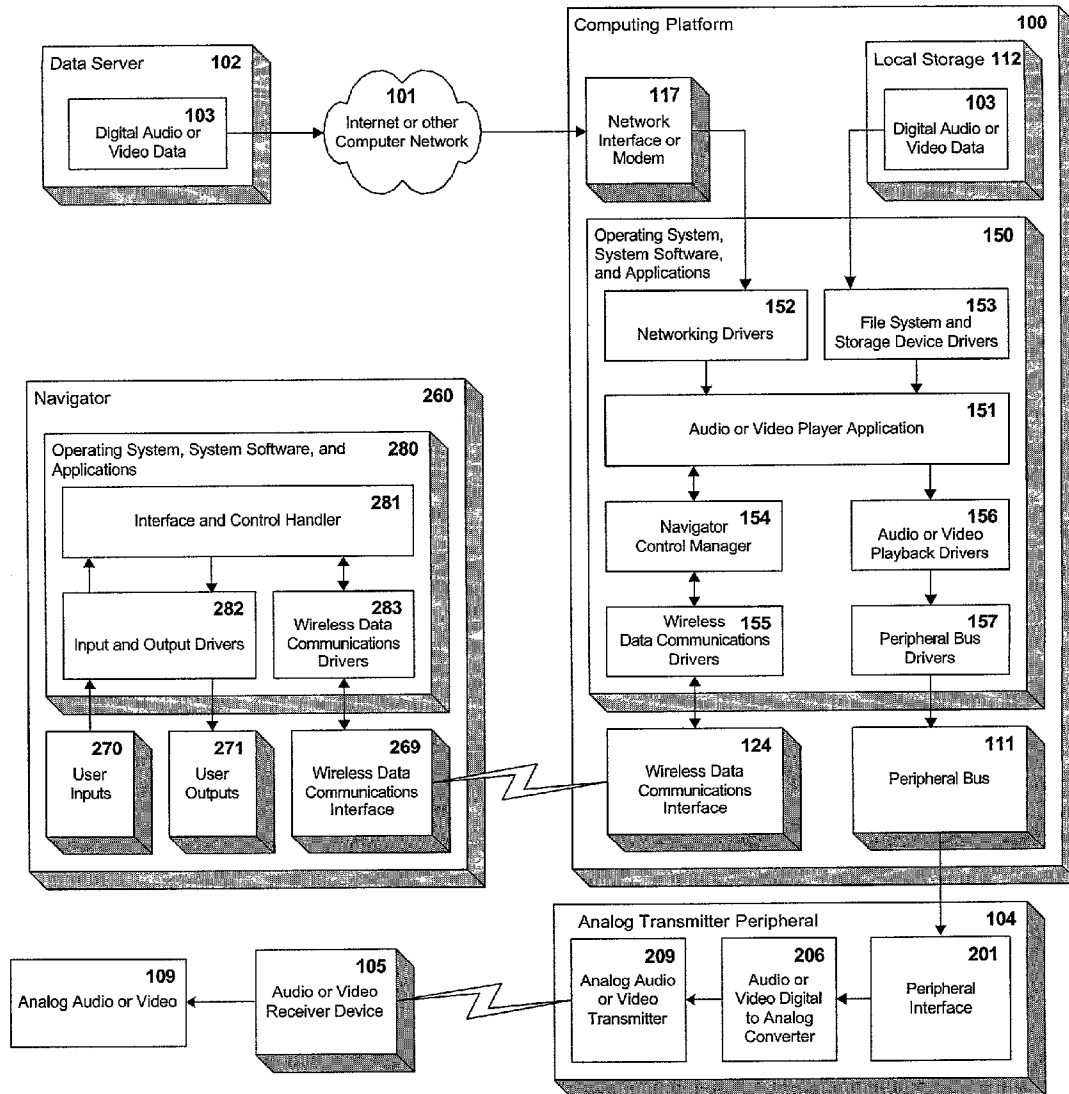 Computing Platform 100
Data Server 102
103
Digital Audio or
Video Data
101
Internet or other
Computer Network
117
Network
Interface or
Modem
Local Storage 112
103
Digital Audio or
Video Data
Operating System,
System Software,
and Applications
150
152
Networking Drivers
153
File System and
Storage Device Drivers
151
Audio or Video Player Application
154
Navigator
Control Manager
156
Audio or Video
Playback Drivers
155
Wireless
Data Communications
Drivers
157
Peripheral Bus
Drivers
124
Wireless Data
Communications
Interface
111
Peripheral Bus
Navigator 260
Operating System, System Software, and
Applications
280
281
Interface and Control Handler
282
Input and Output Drivers
283
Wireless Data
Communications
Drivers
270
User
Inputs
271
User
Outputs
269
Wireless Data
Communications
Interface
Analog Transmitter Peripheral 104
209
Analog Audio
or Video
Transmitter
206
Audio or
Video Digital
to Analog
Converter
201
Peripheral
Interface
105
Audio or Video
Receiver Device
109
Analog Audio or Video